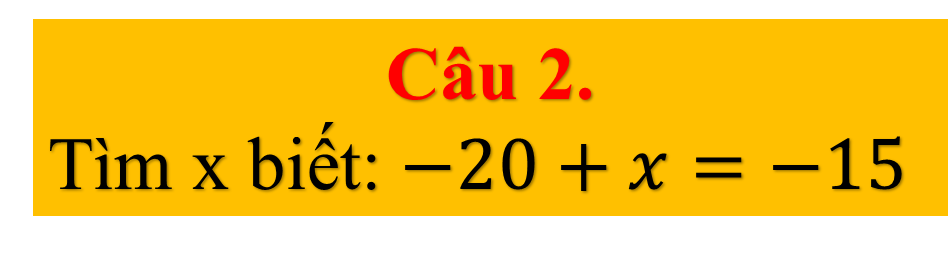 Câu 2.
Tìm x biết: −20 + 𝑥 = −15